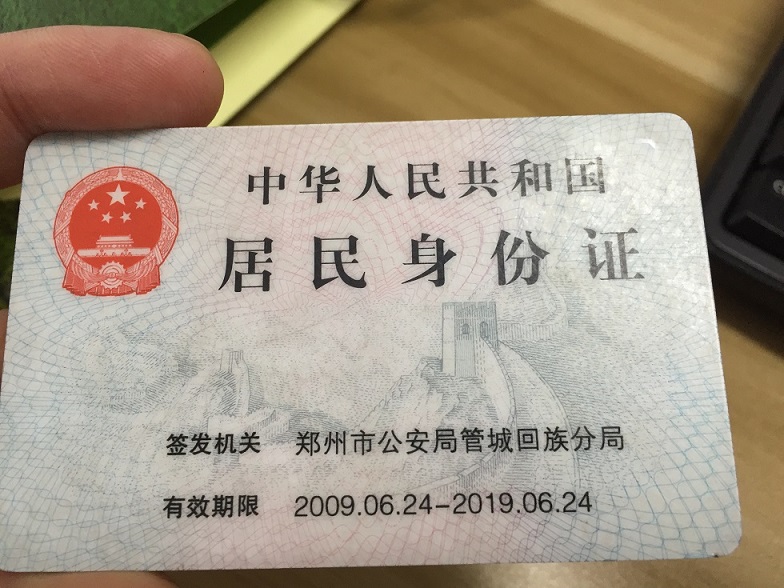 中华人民共和国
居民身份证
签发机关 郑州市公安局管城回族分局
有效期限 2009.06.24-2019.06.24